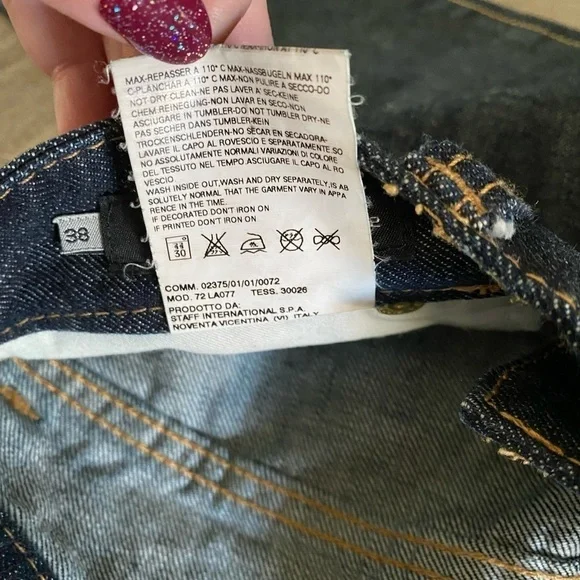 MAX-REPASSER A 110° C MAX-NASSBUGELN MAX 110°
C-PLANCHAR A° 110° C MAX-NON PULIRE A SECCO-DO
NOT DRY-CLEAN-NE PAS LAVER A' SEC-KEINE
CHEM.REINIGUNG-NON LAVAR EN SECO-NON
ASCIUGARE IN TUMBLER-DO NOT TUMBLER DRY-NE
PAS SECHER DANS TUMBLER-KEIN
TROCKENSCHLEUDERN-NO SECAR EN SECADORA-
LAVARE IL CAPO A ROVESCIO E SEPARATAMENTE. SO
NO ASSOLUTAMENTE NORMALI VARIAZIONI DI COLORE
DEL TESSUTO NEL TEMPO ASCIUGARE IL CAPO AL RO
VESCIO.
WASH INSIDE OUT,WASH AND DRY SEPARATELY,IS AB
SOLUTELY NORMAL THAT THE GARMENT VARY IN APPA
RENCE IN THE TIME.
IF DECORATED DON'T IRON ON
IF PRINTED DON'T IRON ON
38
44
30
COMM. 02375/01/01/0072
MOD. 72 LA077 TESS. 30026
PRODOTTO DA:
STAFF INTERNATIONAL S.P.A.
NOVENTA VICENTINA (VI) ITALY